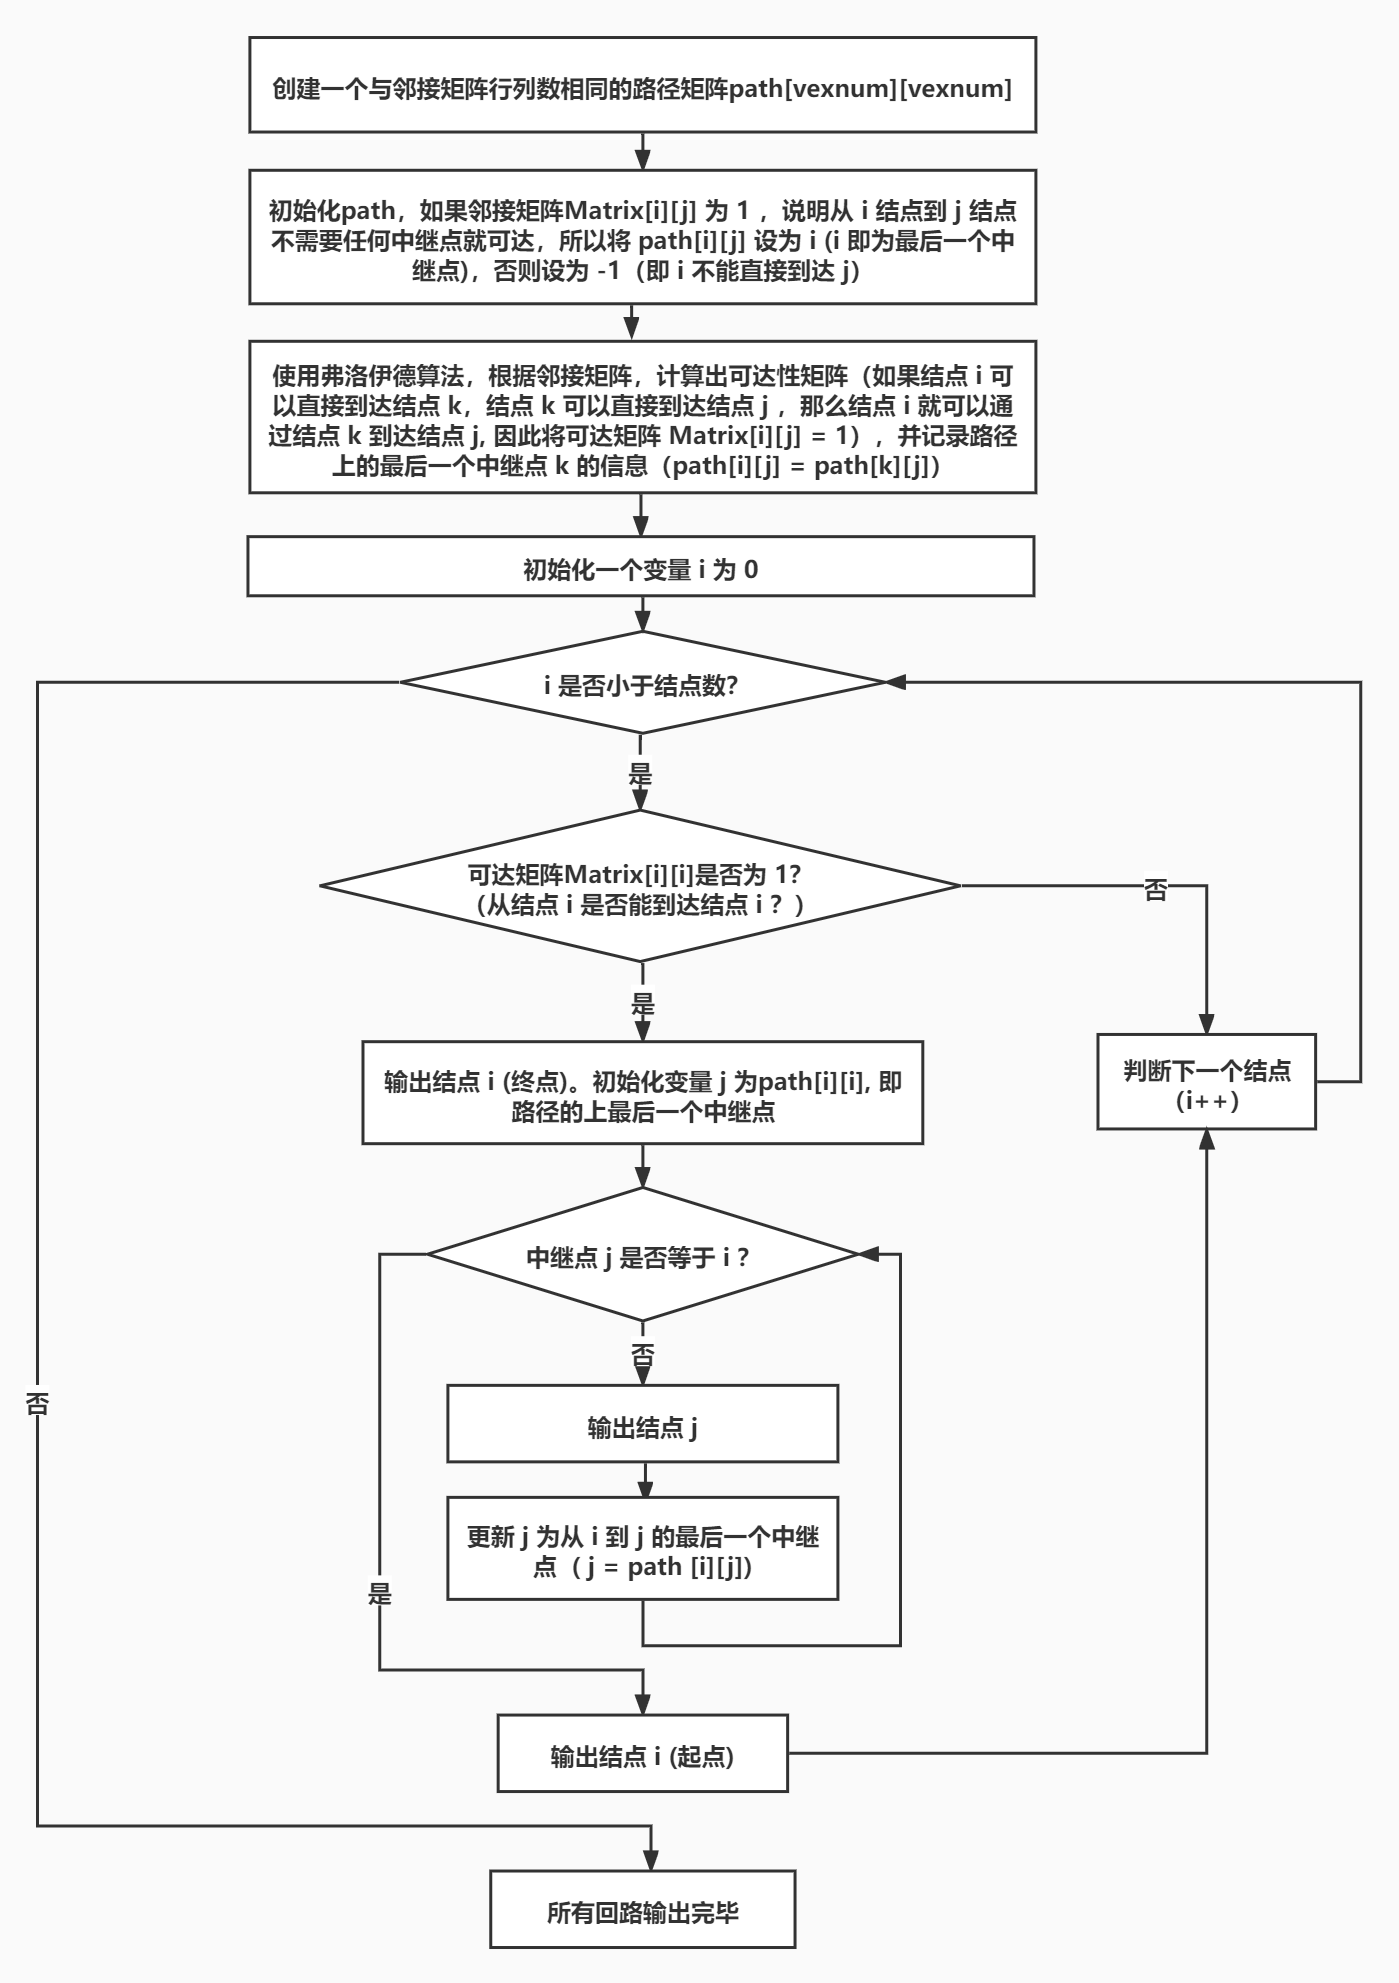 创建一个与邻接矩阵行列数相同的路径矩阵path[vexnum][vexnum]
初始化path，如果邻接矩阵Matrix[i][j] 为 1 ，说明从 i 结点到 j 结点
不需要任何中继点就可达，所以将 path[i][j] 设为 i (i 即为最后一个中
继点)，否则设为 -1（即 i 不能直接到达 j）
使用弗洛伊德算法，根据邻接矩阵，计算出可达性矩阵（如果结点 i 可
以直接到达结点 k，结点 k 可以直接到达结点 j ，那么结点 i 就可以通
过结点 k 到达结点 j, 因此将可达矩阵 Matrix[i][j] = 1），并记录路径
上的最后一个中继点 k 的信息（path[i][j] = path[k][j]）
初始化一个变量 i 为 0
i 是否小于结点数？
是
可达矩阵Matrix[i][i]是否为 1？
（从结点 i 是否能到达结点 i ？）
否
是
输出结点 i (终点)。初始化变量 j 为path[i][i], 即
路径的上最后一个中继点
判断下一个结点
（i++）
中继点 j 是否等于 i ？
否
否
输出结点 j
更新 j 为从 i 到 j 的最后一个中继
点（ j = path [i][j]）
是
输出结点 i (起点)
所有回路输出完毕